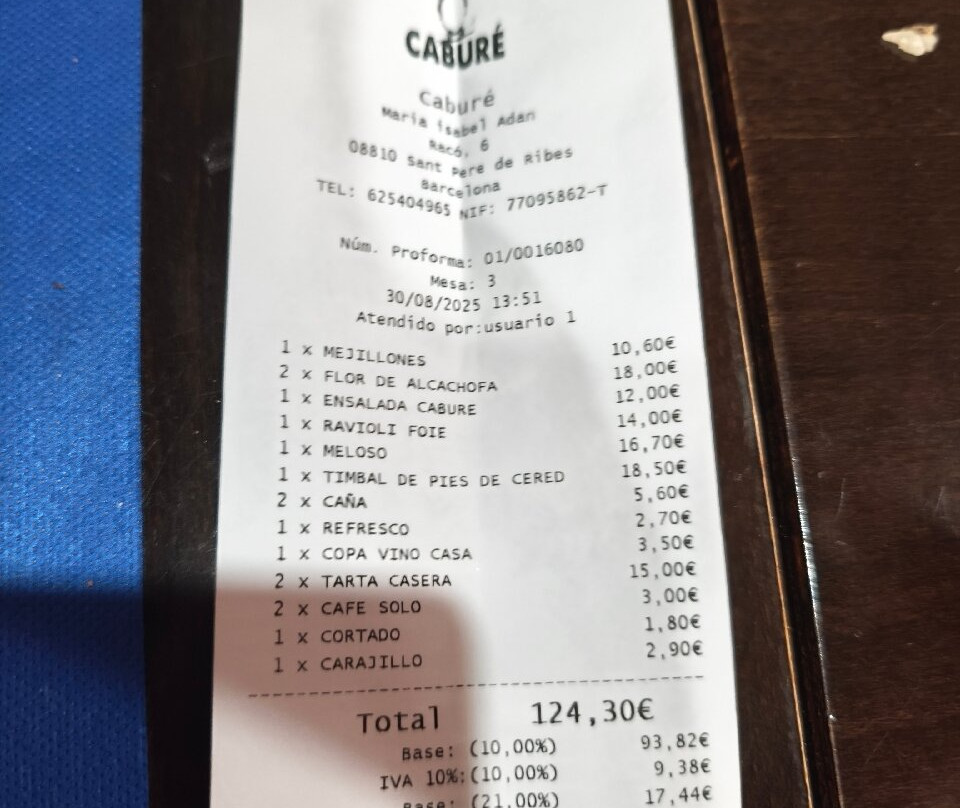 CABURÉ
Caburé
Maria isabel Adan
Racó, 6
08810 Sant pere de Ribes
Barcelona
TEL: 625404965 NIF: 77095862-T
Núm. Proforma: 01/0016080
Mesa: 3
30/08/2025 13:51
Atendido por:usuario 1
1 x MEJILLONES 10,60€
2 x FLOR DE ALCACHOFA 18,00€
1 x ENSALADA CABURE 12,00€
1 x RAVIOLI FOIE 14,00€
1 x MELOSO 16,70€
1 x TIMBAL DE PIES DE CERED 18,50€
2 x CAÑA 5,60€
1 x REFRESCO 2,70€
1 x COPA VINO CASA 3,50€
2 x TARTA CASERA 15,00€
2 x CAFE SOLO 3,00€
1 x CORTADO 1,80€
1 x CARAJILLO 2,90€
Total 124,30€
Base: (10,00%) 93,82€
IVA 10%:(10,00%) 9,38€
Base: (21,00%) 17,44€